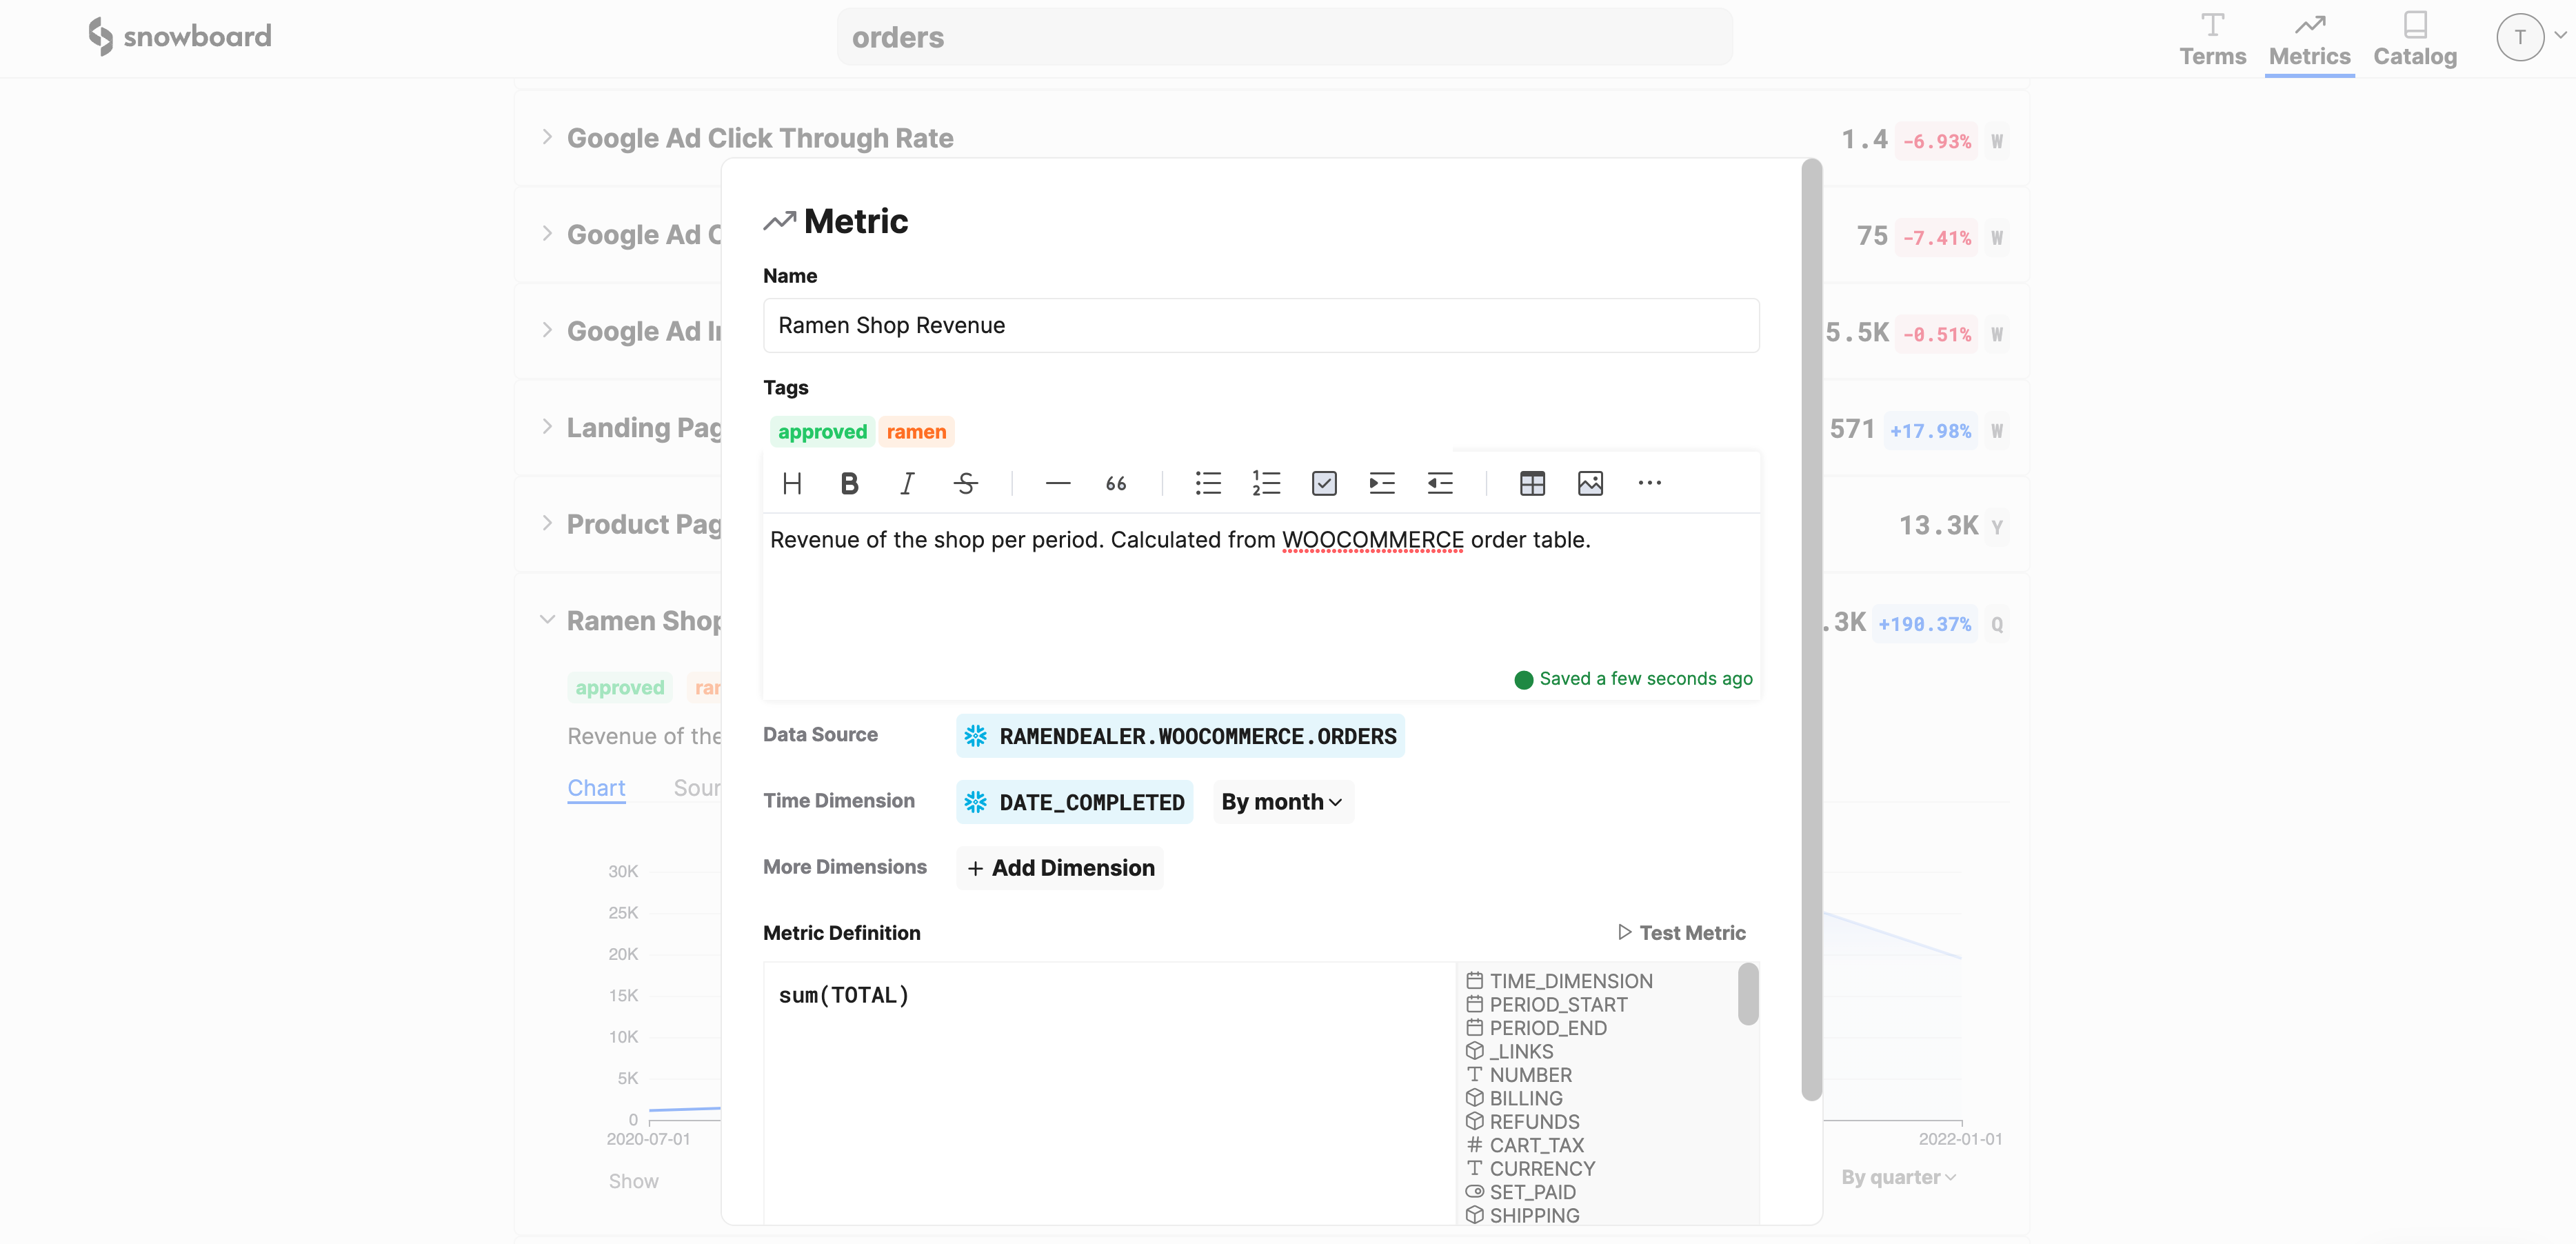 snowboard
orders
Terms
Metrics
Catalog
T
Google Ad Click Through Rate
1.4 -6.93% W
Google Ad
75 -7.41% W
Google Ad
5.5K -0.51% W
Landing
571 +17.98% W
Product
13.3K Y
Ramen
.3K +190.37% Q
approved
Revenue of the
Chart
30K
25K
20K
15K
10K
5K
0
2020-07-01
2022-01-01
Show
By quarter
Metric
Name
Ramen Shop Revenue
Tags
approved ramen
H B I S 66
Revenue of the shop per period. Calculated from WOOCOMMERCE order table.
Saved a few seconds ago
Data Source RAMENDEALER.WOOCOMMERCE.ORDERS
Time Dimension DATE_COMPLETED By month
More Dimensions + Add Dimension
Metric Definition
Test Metric
sum(TOTAL)
TIME_DIMENSION
PERIOD_START
PERIOD_END
_LINKS
T NUMBER
BILLING
REFUNDS
# CART_TAX
T CURRENCY
SET_PAID
SHIPPING